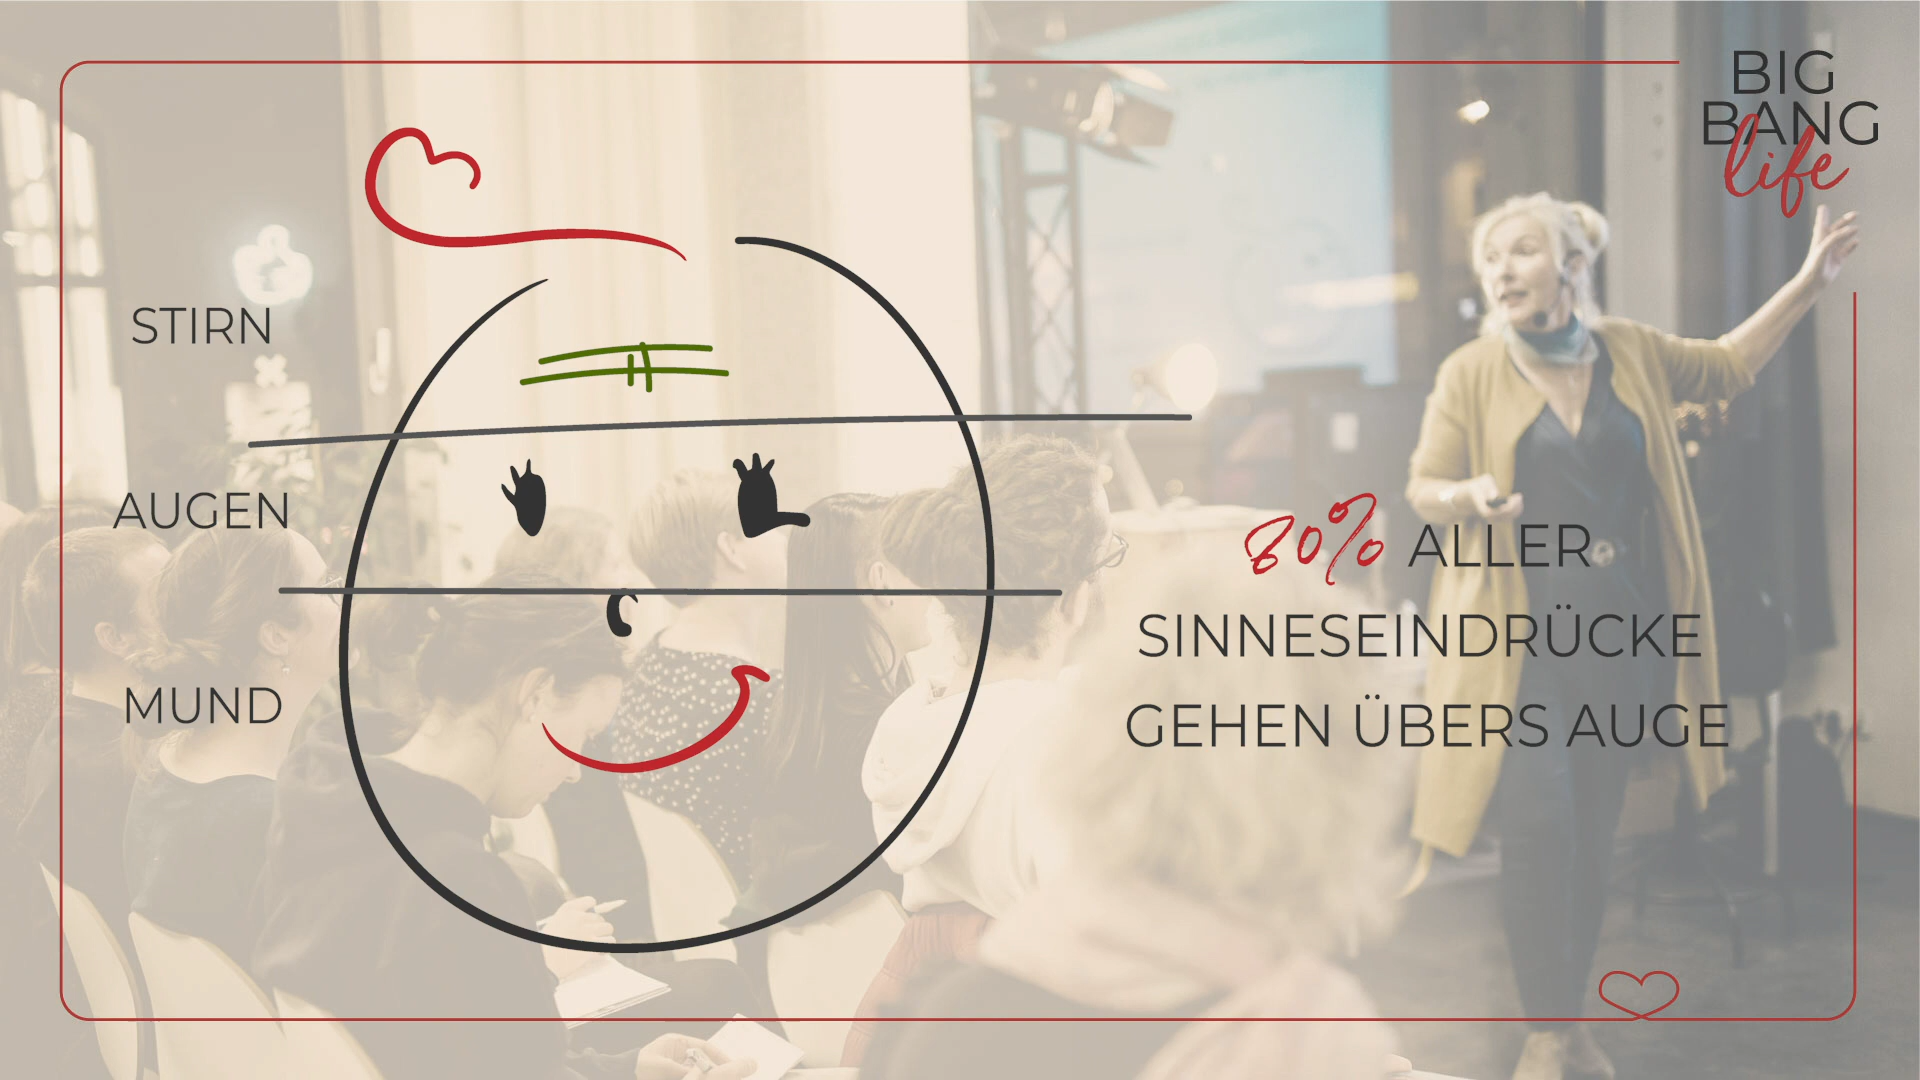 BIG
BANG
life
STIRN
AUGEN
MUND
80% ALLER
SINNESEINDRÜCKE
GEHEN ÜBERS AUGE